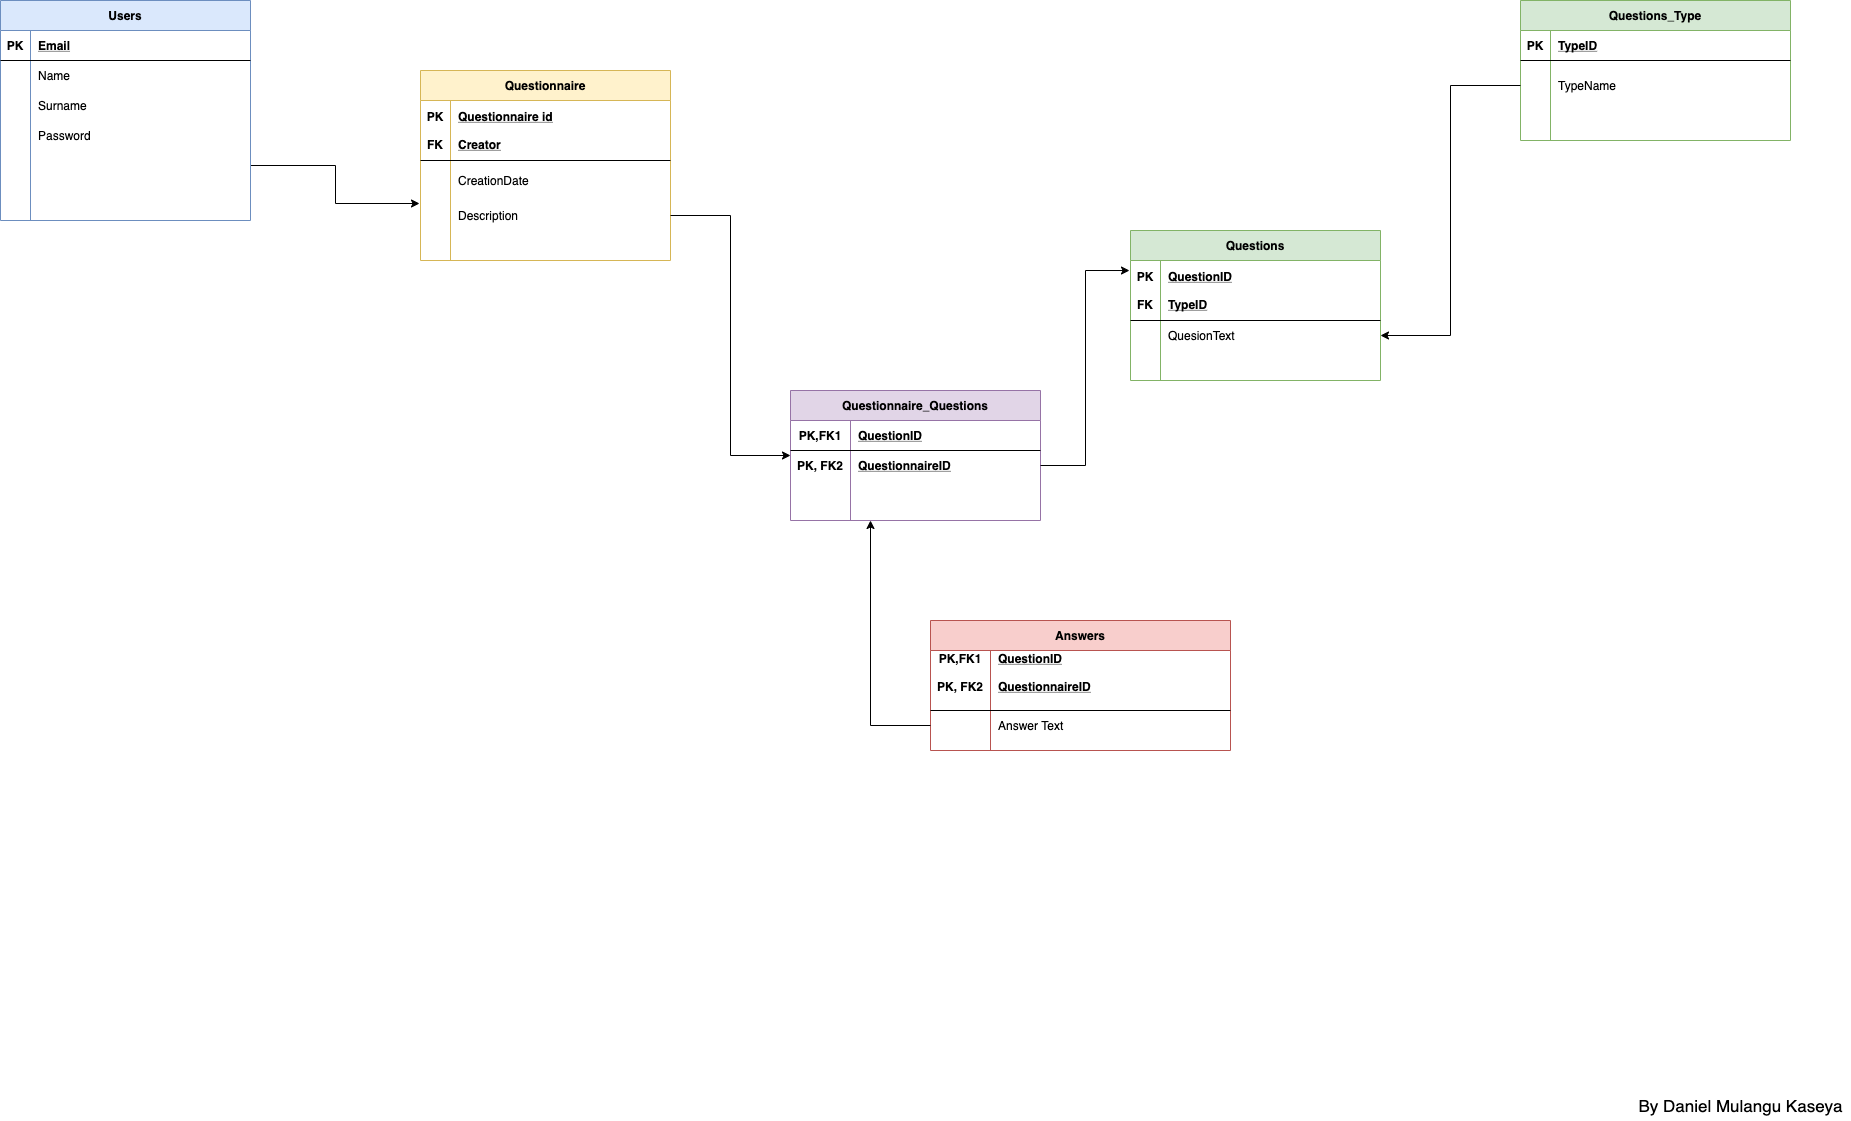 Users
PK Email
Name
Surname
Password
Questionnaire
PK Questionnaire id
FK Creator
CreationDate
Description
Questions_Type
PK TypeID
TypeName
Questions
PK QuestionID
FK TypeID
QuesionText
Questionnaire_Questions
PK,FK1 QuestionID
PK, FK2 QuestionnaireID
Answers
PK,FK1 QuestionID
PK, FK2 QuestionnaireID
Answer Text
By Daniel Mulangu Kaseya